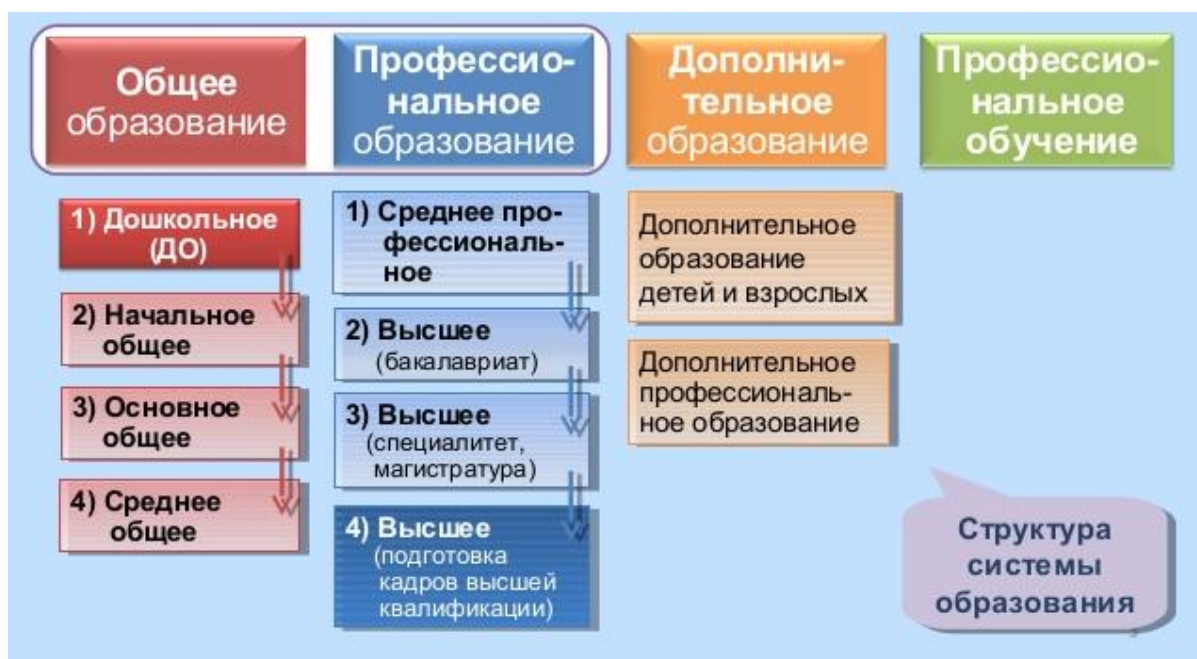 Общее
образование
Профессио-
нальное
образование
Дополни-
тельное
образование
Профессио-
нальное
обучение
1) Дошкольное
(ДО)
2) Начальное
общее
3) Основное
общее
4) Среднее
общее
1) Среднее про-
фессиональ-
ное
2) Высшее
(бакалавриат)
3) Высшее
(специалитет,
магистратура)
4) Высшее
(подготовка
кадров высшей
квалификации)
Дополнительное
образование
детей и взрослых
Дополнительное
профессиональ-
ное образование
Структура
системы
образования